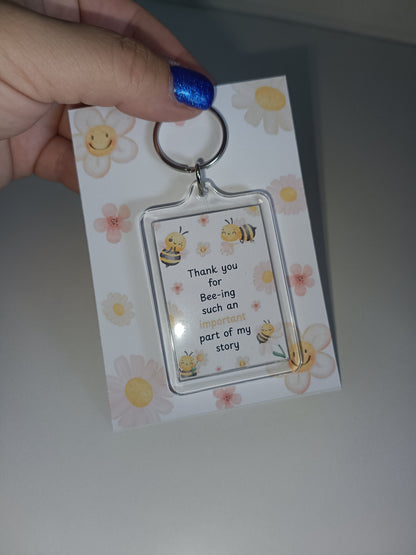 Thank you
for
Bee-ing
such an
important
part of my
story